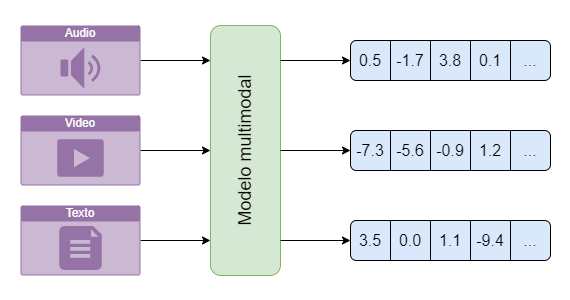 Audio
Video
Texto
Modelo multimodal
0.5 -1.7 3.8 0.1 ...
-7.3 -5.6 -0.9 1.2 ...
3.5 0.0 1.1 -9.4 ...